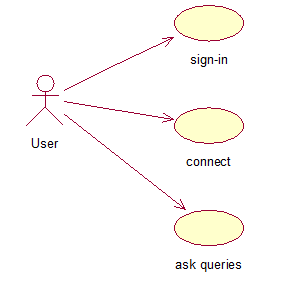 sign-in
User
connect
ask queries